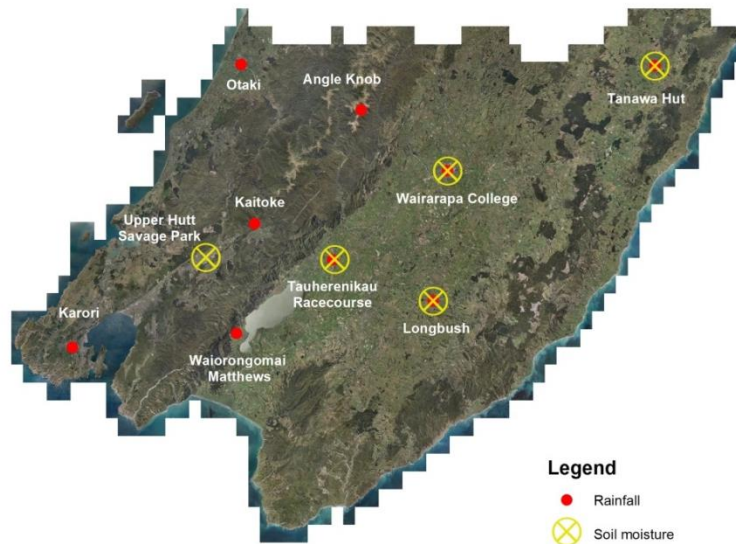 Otaki
Angle Knob
Tanawa Hut
Wairarapa College
Kaitoke
Upper Hutt
Savage Park
Tauherenikau
Racecourse
Longbush
Karori
Waiorongomai
Matthews
Legend
Rainfall
Soil moisture